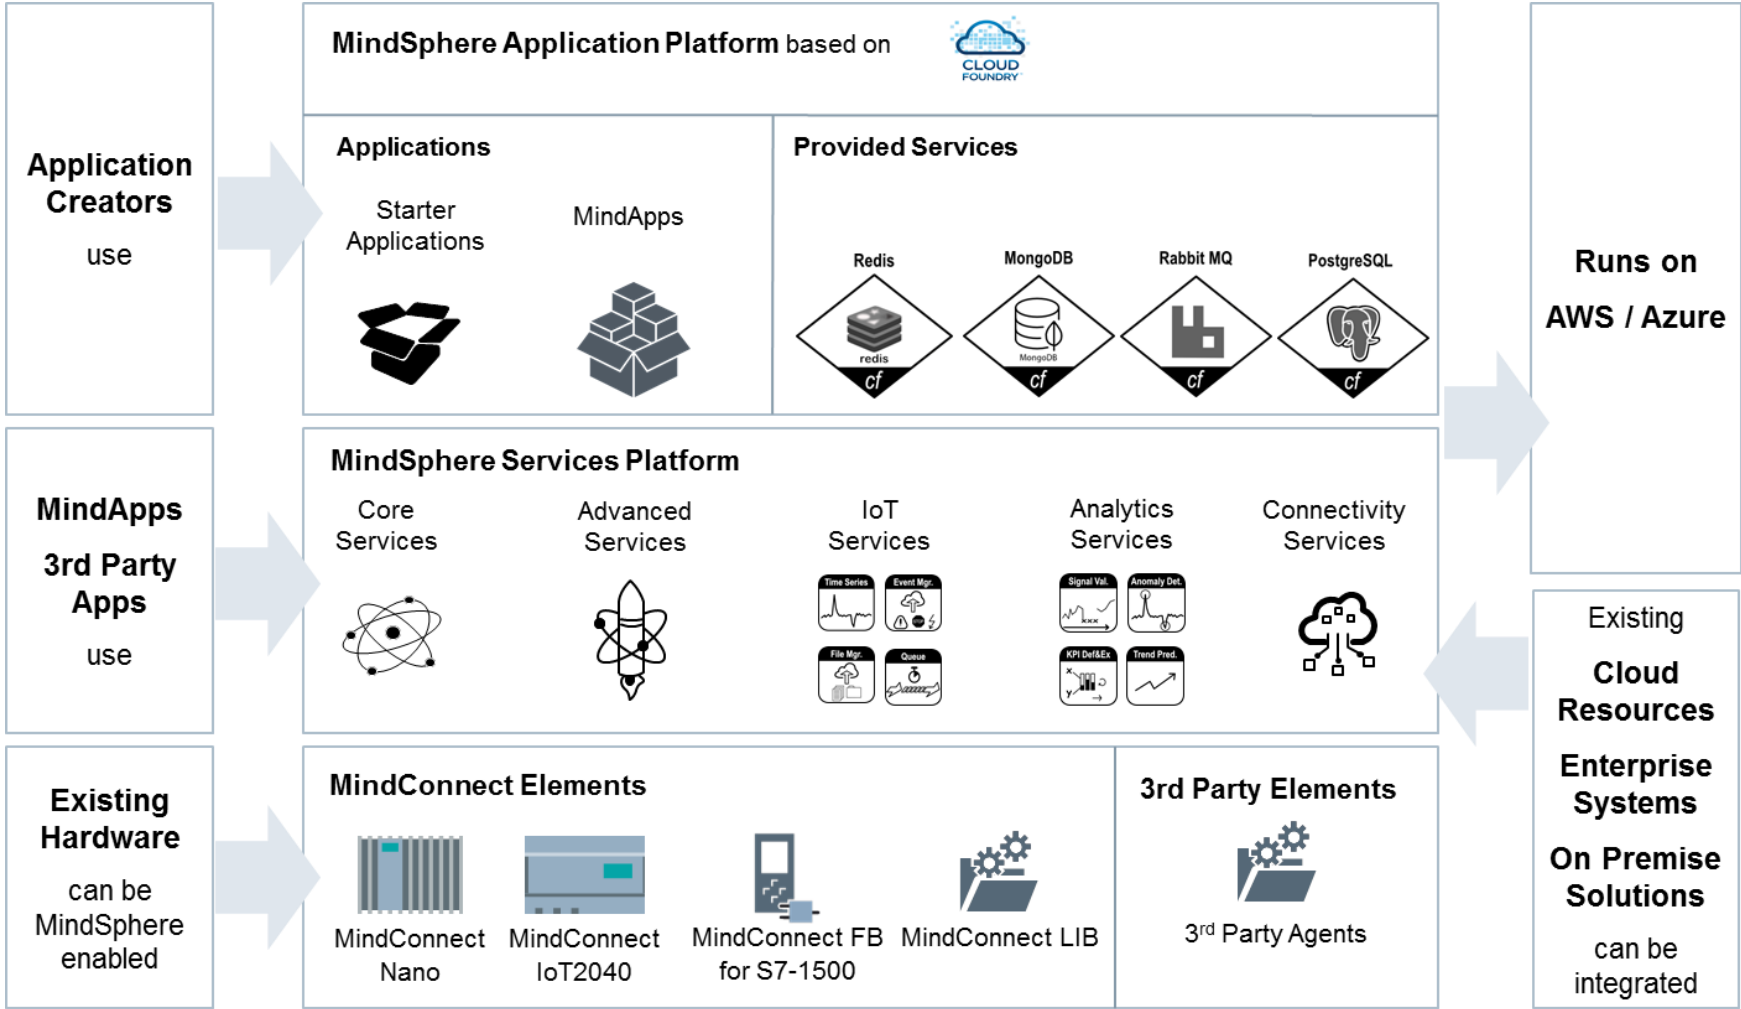 Application
Creators
use
MindSphere Application Platform based on
CLOUD
FOUNDRY
Applications
Starter
Applications
MindApps
Provided Services
Redis
MongoDB
Rabbit MQ
PostgreSQL
redis
MongoDB
cf
cf
cf
cf
Runs on
AWS / Azure
MindApps
3rd Party
Apps
use
MindSphere Services Platform
Core
Services
Advanced
Services
IoT
Services
Analytics
Services
Connectivity
Services
Time Series
Event Mgr.
STOP
File Mgr.
Queue
Signal Val.
xxx
Anomaly Det.
KPI Def&Ex
x
y
Trend Pred.
Existing
Cloud
Resources
Enterprise
Systems
On Premise
Solutions
can be
integrated
Existing
Hardware
can be
MindSphere
enabled
MindConnect Elements
MindConnect
Nano
MindConnect
IoT2040
MindConnect FB
for S7-1500
MindConnect LIB
3rd Party Elements
3rd Party Agents